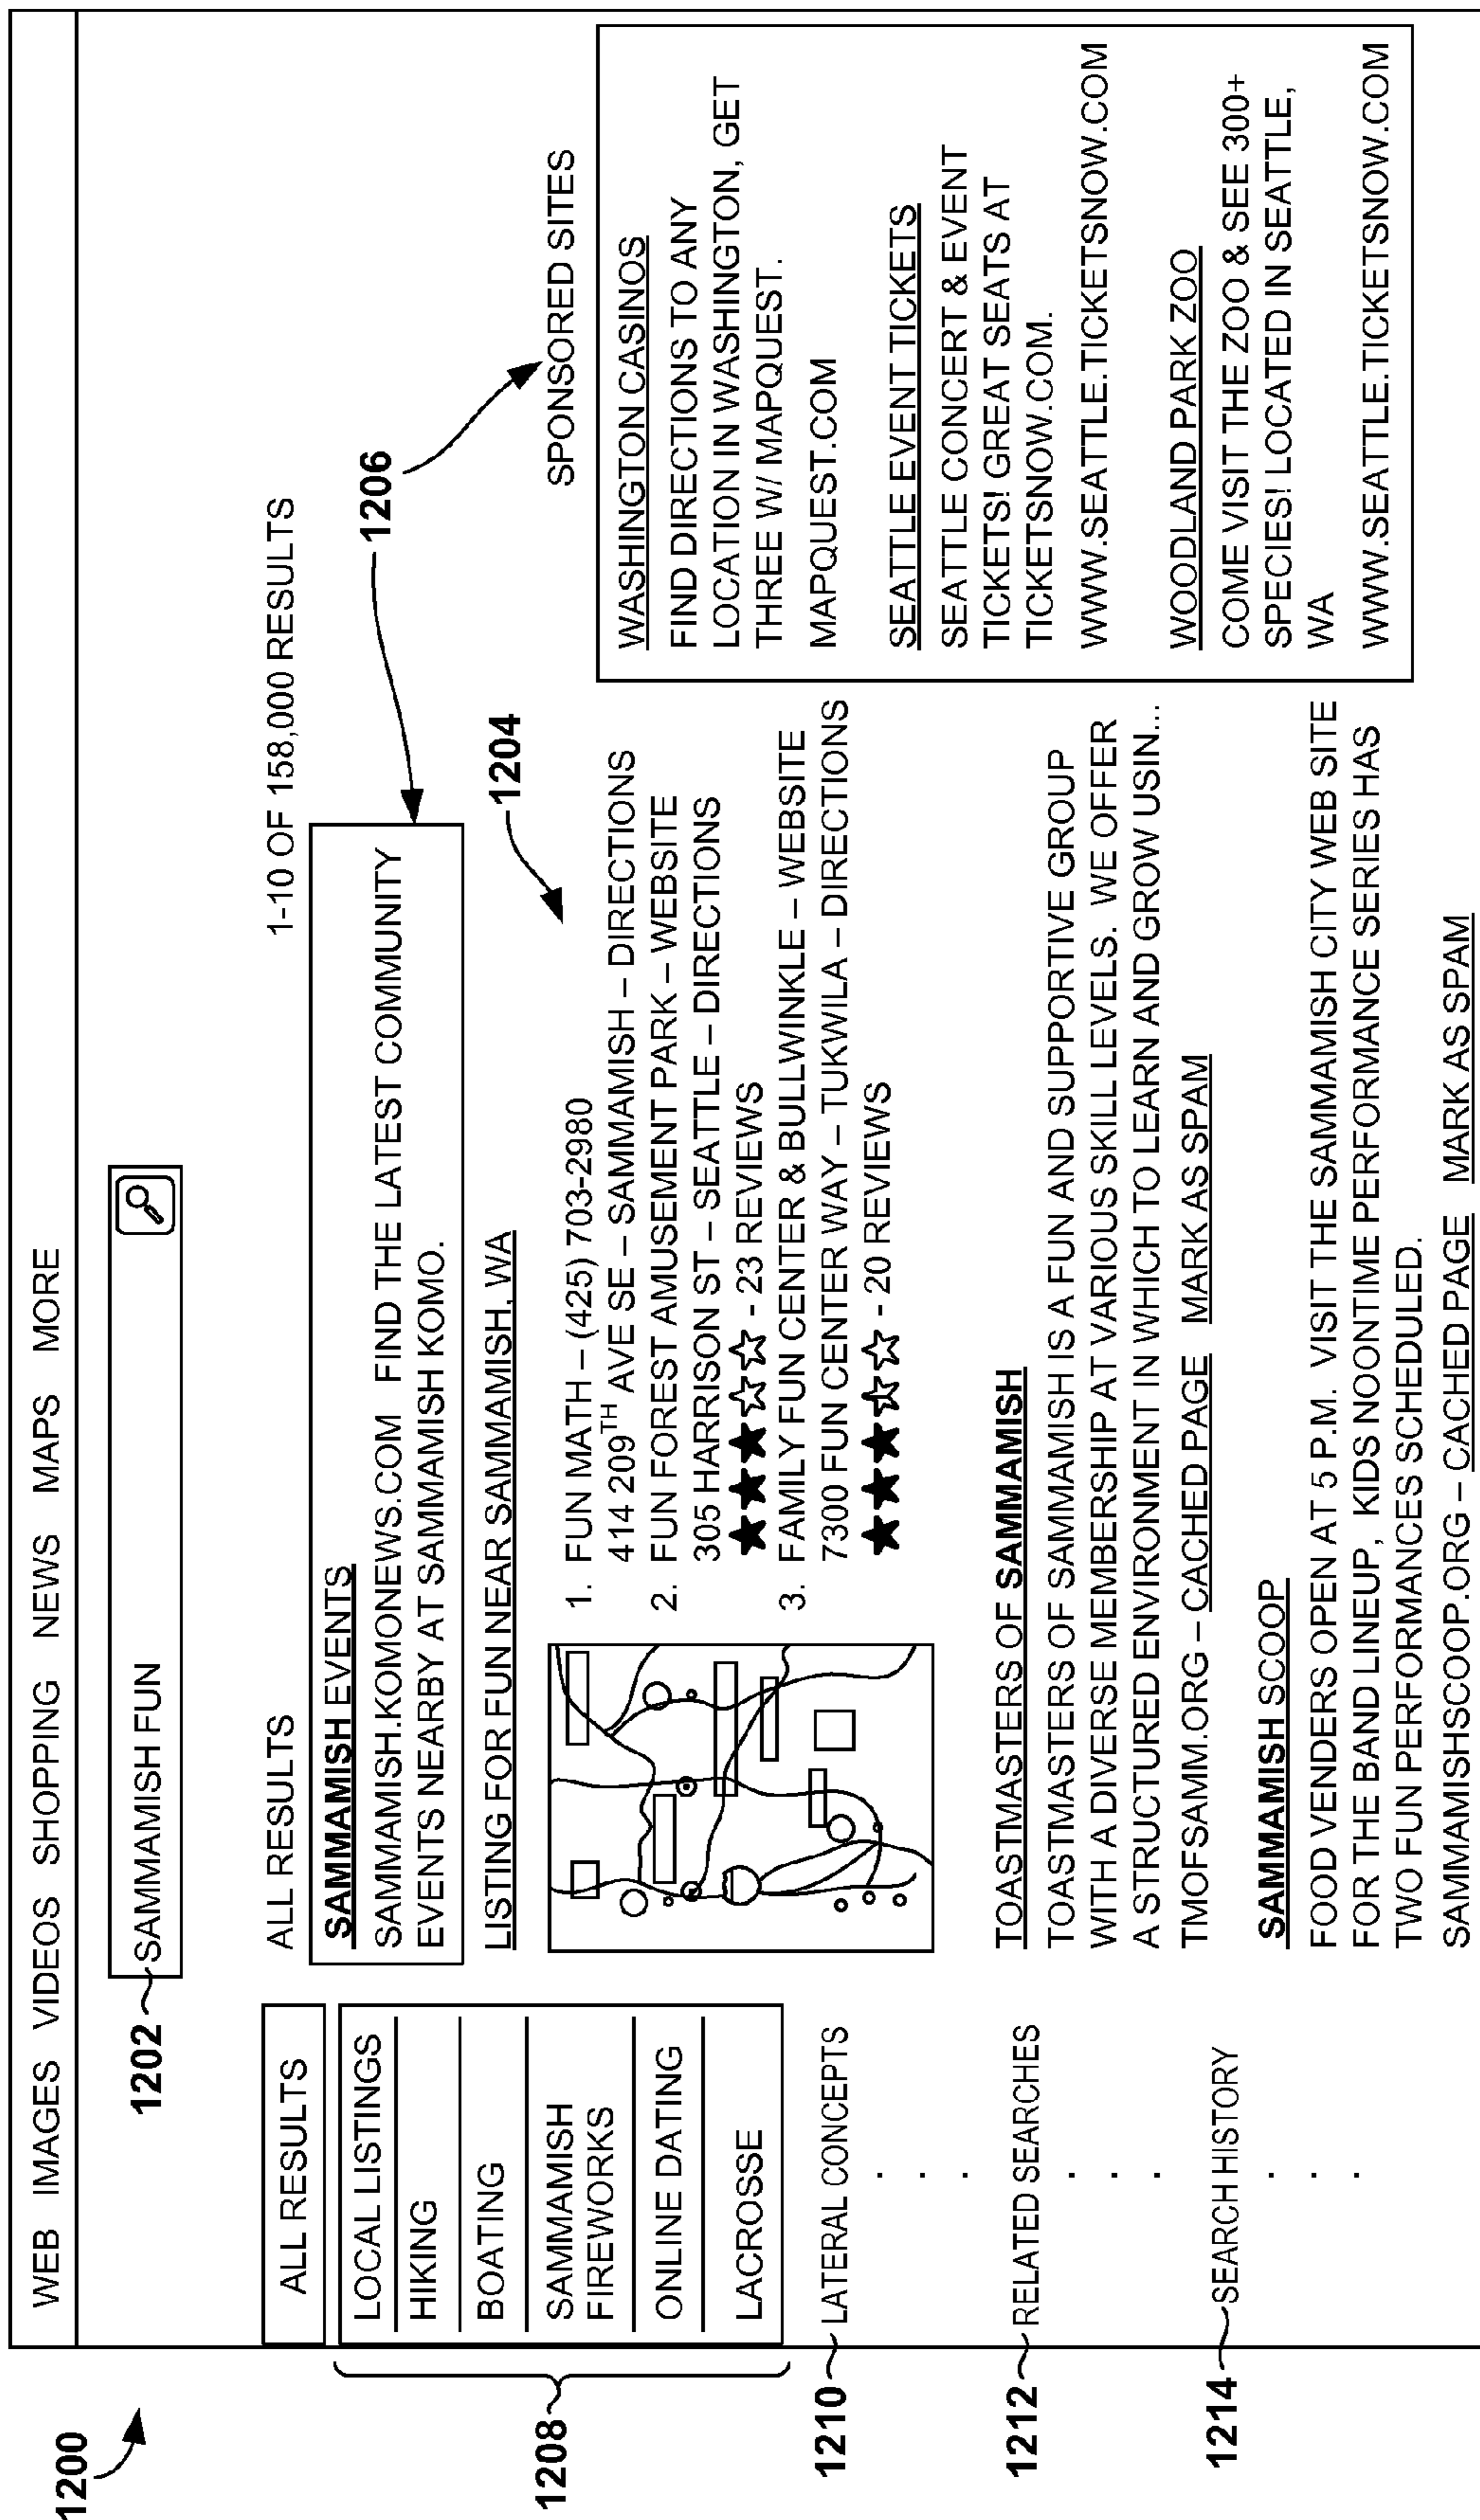 1200
WEB IMAGES VIDEOS SHOPPING NEWS MAPS MORE
1202
SAMMAMISH FUN
ALL RESULTS
LOCAL LISTINGS
HIKING
BOATING
SAMMAMISH
FIREWORKS
ONLINE DATING
LACROSSE
1208
1210
LATERAL CONCEPTS
. . .
1212
RELATED SEARCHES
. . .
1214
SEARCH HISTORY
. . .
ALL RESULTS
1-10 OF 158,000 RESULTS
SAMMAMISH EVENTS
SAMMAMISH.KOMONEWS.COM FIND THE LATEST COMMUNITY
EVENTS NEARBY AT SAMMAMISH KOMO.
1206
LISTING FOR FUN NEAR SAMMAMISH, WA
1204
1. FUN MATH – (425) 703-2980
414 209TH AVE SE – SAMMAMISH – DIRECTIONS
2. FUN FOREST AMUSEMENT PARK – WEBSITE
305 HARRISON ST – SEATTLE – DIRECTIONS
- 23 REVIEWS
3. FAMILY FUN CENTER & BULLWINKLE – WEBSITE
7300 FUN CENTER WAY – TUKWILA – DIRECTIONS
- 20 REVIEWS
TOASTMASTERS OF SAMMAMISH
TOASTMASTERS OF SAMMAMISH IS A FUN AND SUPPORTIVE GROUP
WITH A DIVERSE MEMBERSHIP AT VARIOUS SKILL LEVELS. WE OFFER
A STRUCTURED ENVIRONMENT IN WHICH TO LEARN AND GROW USIN...
TMOFSAMM.ORG – CACHED PAGE MARK AS SPAM
SAMMAMISH SCOOP
FOOD VENDERS OPEN AT 5 P.M. VISIT THE SAMMAMISH CITY WEB SITE
FOR THE BAND LINEUP, KIDS NOONTIME PERFORMANCE SERIES HAS
TWO FUN PERFORMANCES SCHEDULED.
SAMMAMISHSCOOP.ORG – CACHED PAGE MARK AS SPAM
SPONSORED SITES
WASHINGTON CASINOS
FIND DIRECTIONS TO ANY
LOCATION IN WASHINGTON, GET
THREE W/ MAPQUEST.
MAPQUEST.COM
SEATTLE EVENT TICKETS
SEATTLE CONCERT & EVENT
TICKETS! GREAT SEATS AT
TICKETSNOW.COM.
WWW.SEATTLE.TICKETSNOW.COM
WOODLAND PARK ZOO
COME VISIT THE ZOO & SEE 300+
SPECIES! LOCATED IN SEATTLE,
WA
WWW.SEATTLE.TICKETSNOW.COM